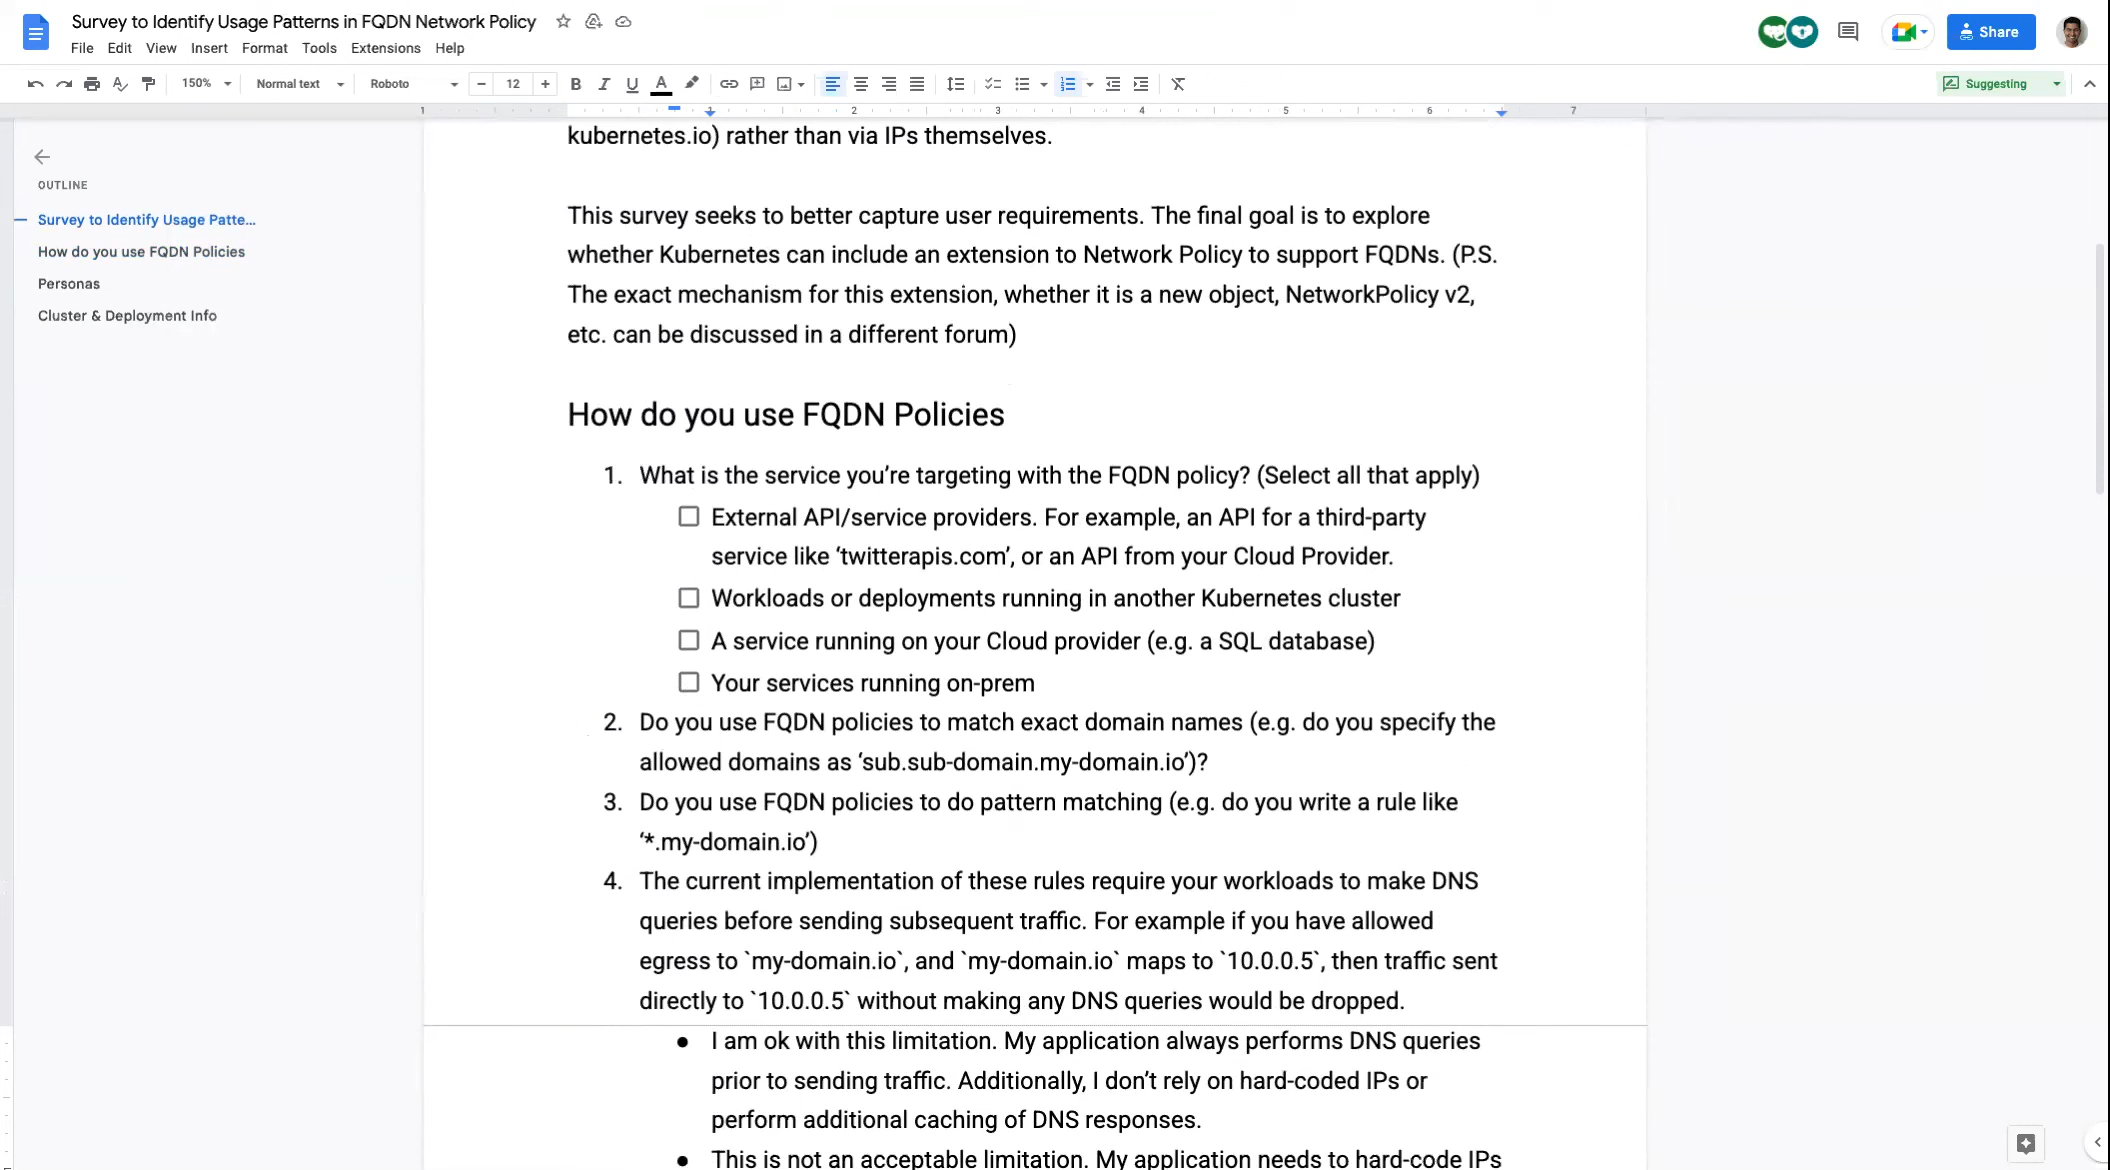 Survey to Identify Usage Patterns in FQDN Network Policy
File Edit View Insert Format Tools Extensions Help
Share
150% Normal text Roboto 12 B I U A Suggesting
1 1 2 3 4 5 6 7
OUTLINE
Survey to Identify Usage Patte...
How do you use FQDN Policies
Personas
Cluster & Deployment Info
kubernetes.io) rather than via IPs themselves.
This survey seeks to better capture user requirements. The final goal is to explore
whether Kubernetes can include an extension to Network Policy to support FQDNs. (P.S.
The exact mechanism for this extension, whether it is a new object, NetworkPolicy v2,
etc. can be discussed in a different forum)
How do you use FQDN Policies
1. What is the service you’re targeting with the FQDN policy? (Select all that apply)
External API/service providers. For example, an API for a third-party
service like ‘twitterapis.com’, or an API from your Cloud Provider.
Workloads or deployments running in another Kubernetes cluster
A service running on your Cloud provider (e.g. a SQL database)
Your services running on-prem
2. Do you use FQDN policies to match exact domain names (e.g. do you specify the
allowed domains as ‘sub.sub-domain.my-domain.io’)?
3. Do you use FQDN policies to do pattern matching (e.g. do you write a rule like
‘*.my-domain.io’)
4. The current implementation of these rules require your workloads to make DNS
queries before sending subsequent traffic. For example if you have allowed
egress to `my-domain.io`, and `my-domain.io` maps to `10.0.0.5`, then traffic sent
directly to `10.0.0.5` without making any DNS queries would be dropped.
● I am ok with this limitation. My application always performs DNS queries
prior to sending traffic. Additionally, I don’t rely on hard-coded IPs or
perform additional caching of DNS responses.
● This is not an acceptable limitation. My application needs to hard-code IPs